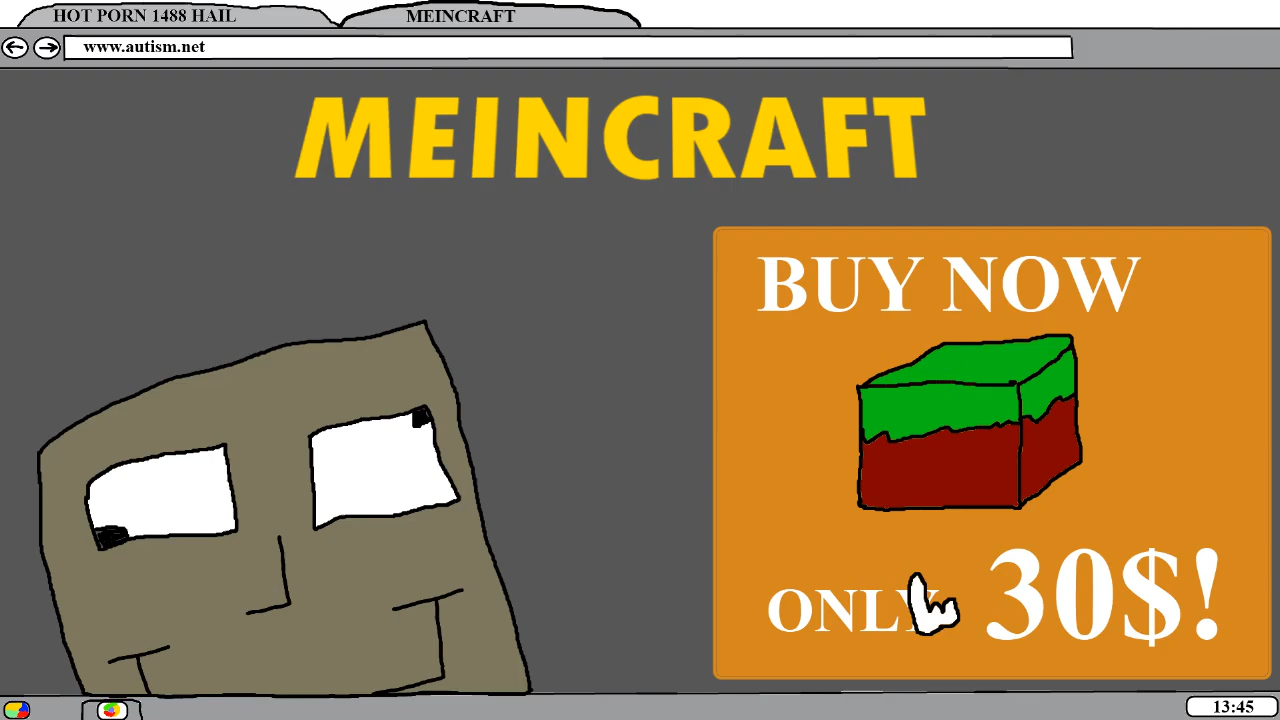 HOT PORN 1488 HAIL
MEINCRAFT
www.autism.net
MEINCRAFT
BUY NOW
ONLY 30$!
13:45